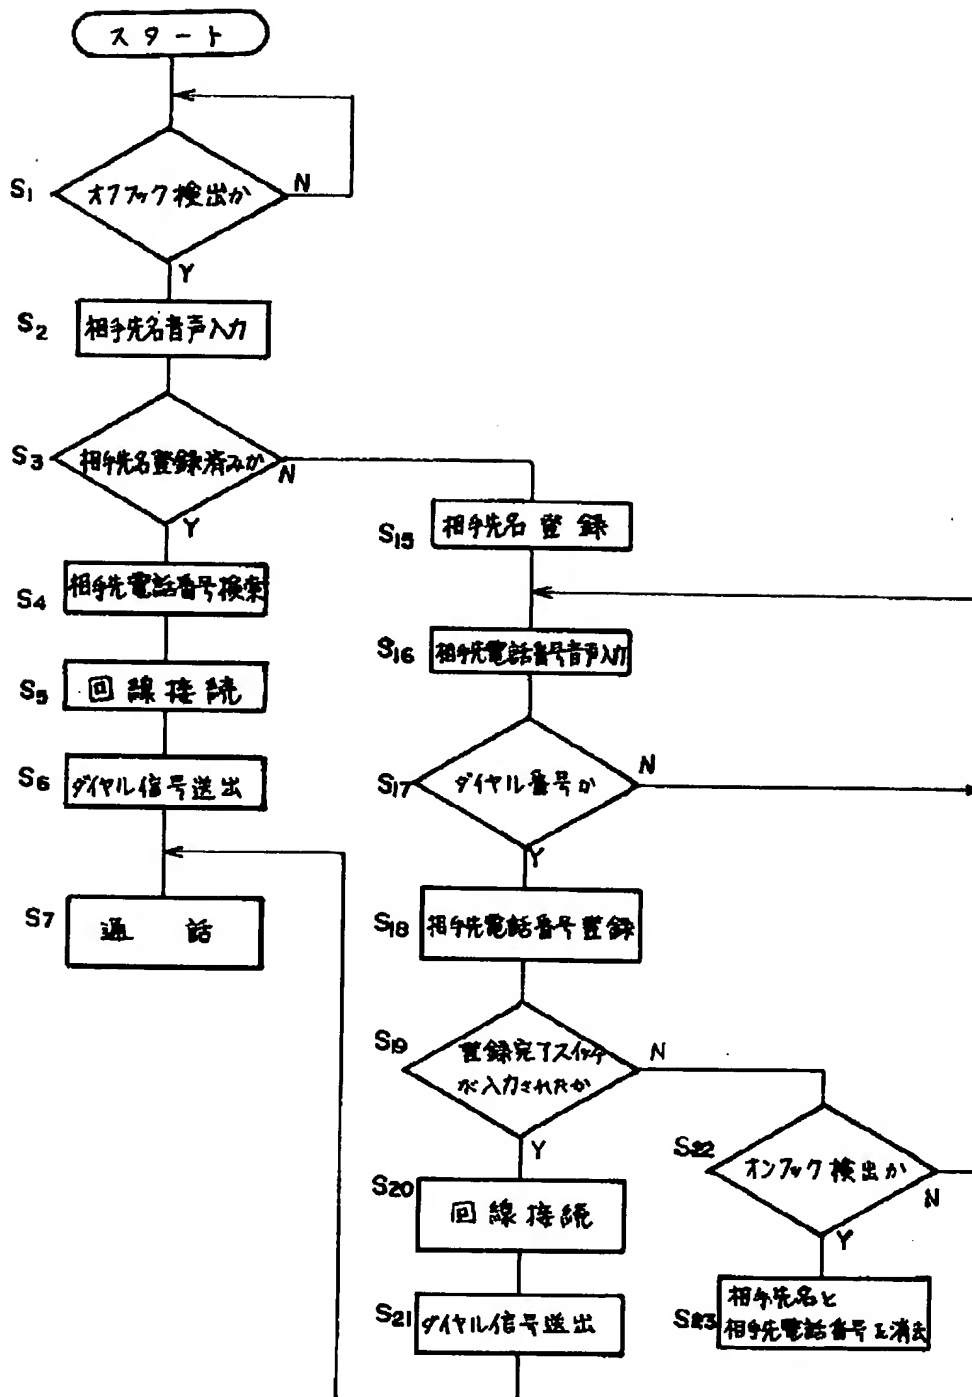 スタート
S1
オフフック検出か
N
Y
S2
相手先名音声入力
S3
相手先名登録済みか
N
Y
S4
相手先電話番号検索
S5
回線接続
S6
ダイヤル信号送出
S7
通話
S15
相手先名登録
S16
相手先電話番号音声入力
S17
ダイヤル番号か
N
Y
S18
相手先電話番号登録
S19
登録完了スイッチ
が入力されたか
N
Y
S20
回線接続
S21
ダイヤル信号送出
S22
オンフック検出か
N
Y
S23
相手先名と
相手先電話番号を消去